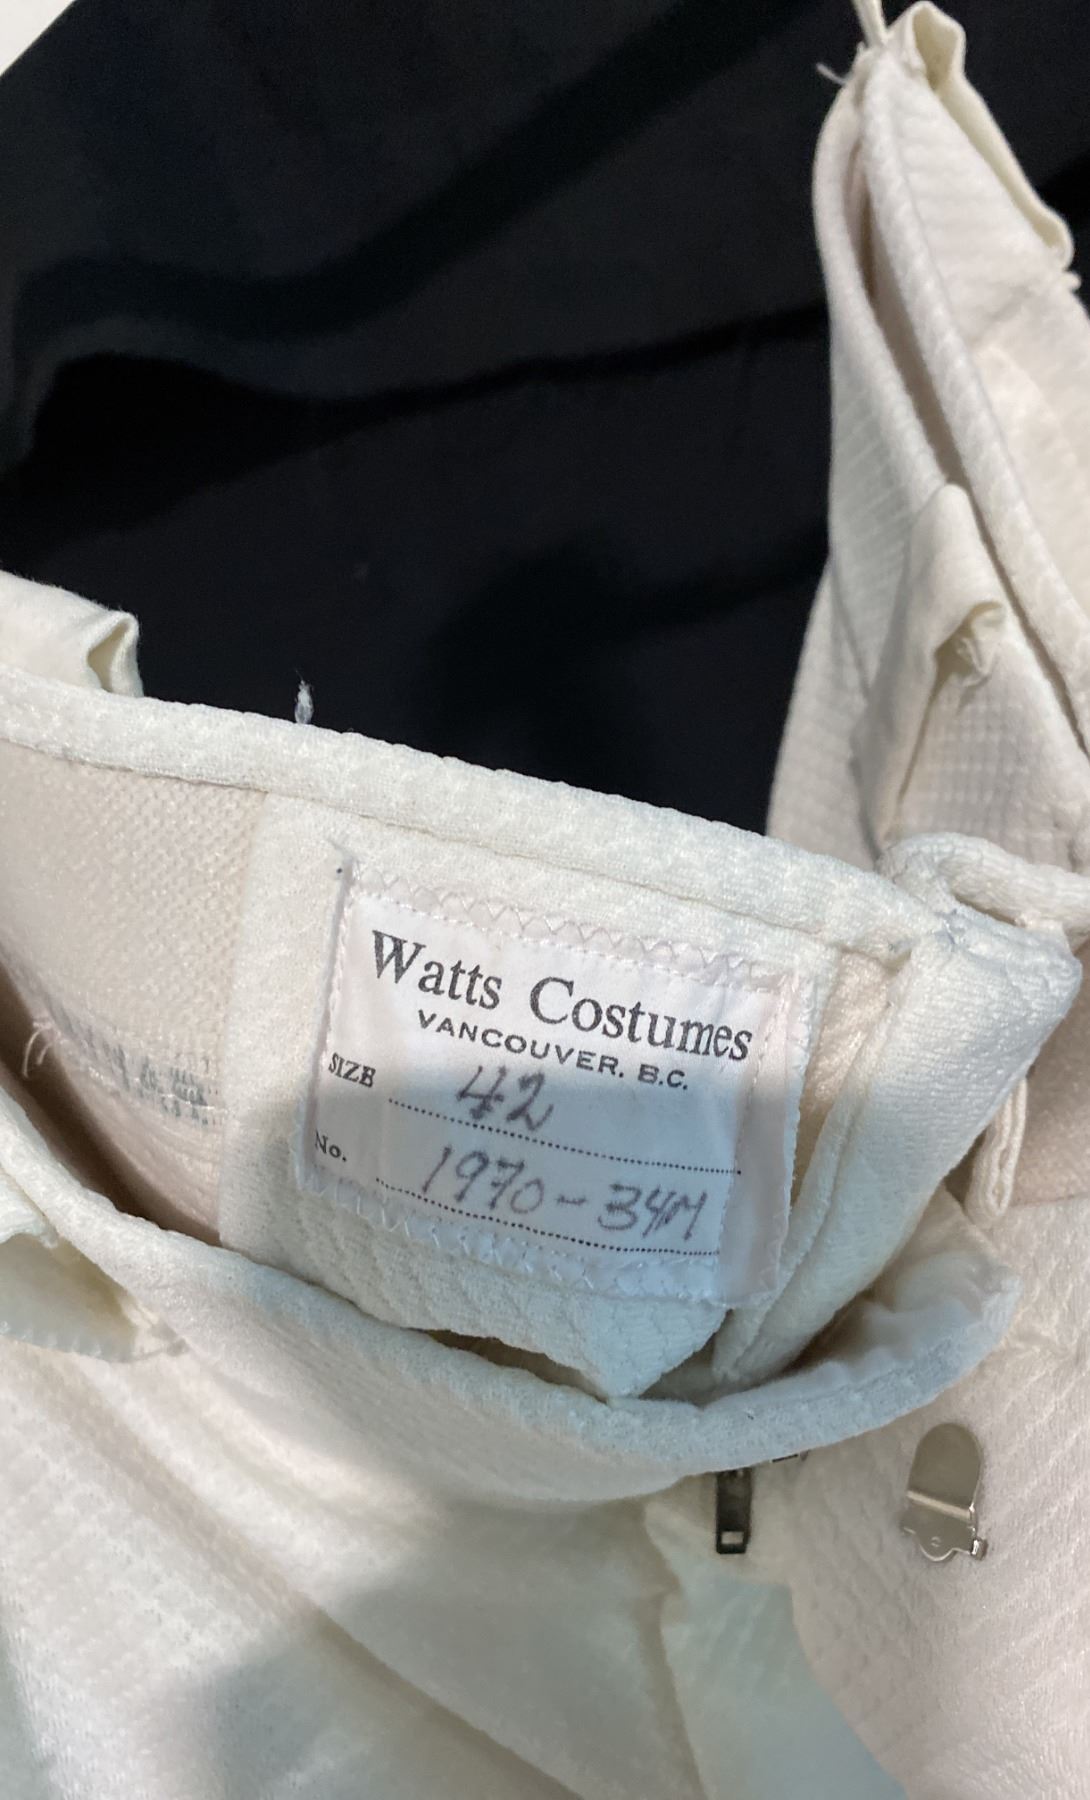 Watts Costumes
VANCOUVER, B.C.
SIZE 42
No. 1970-34M